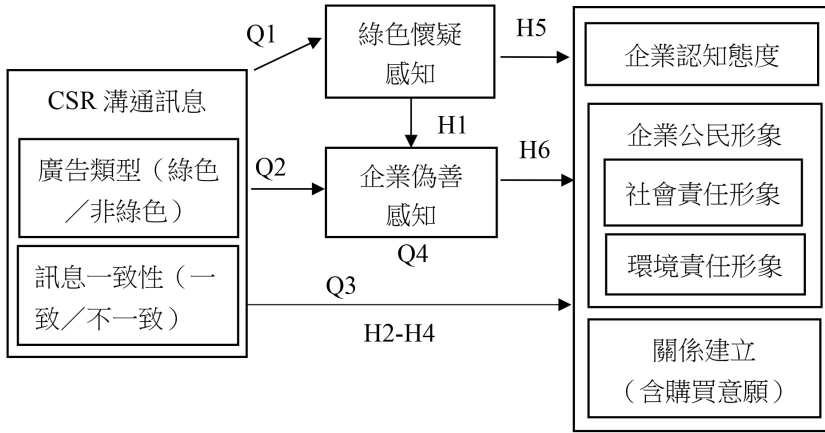 Q1
綠色懷疑
感知
H5
企業認知態度
CSR 溝通訊息
廣告類型（綠色
／非綠色）
訊息一致性（一
致／不一致）
H1
Q2
企業偽善
感知
H6
Q4
Q3
H2-H4
企業公民形象
社會責任形象
環境責任形象
關係建立
（含購買意願）